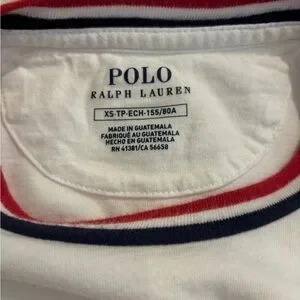 POLO
RALPH LAUREN
XS·TP·ECH·155/80A
MADE IN GUATEMALA
FABRIQUÉ AU GUATEMALA
HECHO EN GUATEMALA
RN 41381/CA 56658